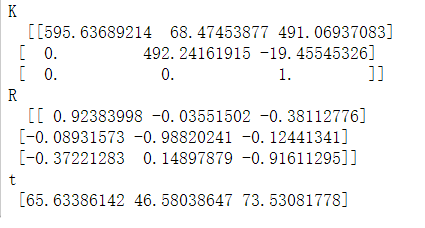 K
[[595.63689214 68.47453877 491.06937083]
[ 0. 492.24161915 -19.45545326]
[ 0. 0. 1. ]]
R
[[ 0.92383998 -0.03551502 -0.38112776]
[-0.08931573 -0.98820241 -0.12441341]
[-0.37221283 0.14897879 -0.91611295]]
t
[65.63386142 46.58038647 73.53081778]